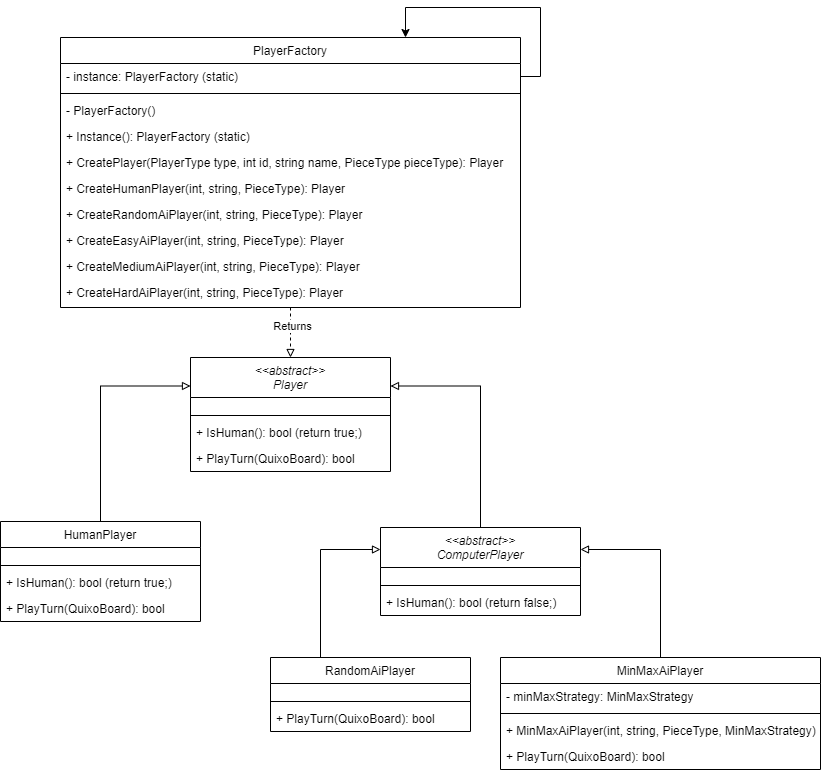 PlayerFactory
- instance: PlayerFactory (static)
- PlayerFactory()
+ Instance(): PlayerFactory (static)
+ CreatePlayer(PlayerType type, int id, string name, PieceType pieceType): Player
+ CreateHumanPlayer(int, string, PieceType): Player
+ CreateRandomAiPlayer(int, string, PieceType): Player
+ CreateEasyAiPlayer(int, string, PieceType): Player
+ CreateMediumAiPlayer(int, string, PieceType): Player
+ CreateHardAiPlayer(int, string, PieceType): Player
Returns
<<abstract>>
Player
+ IsHuman(): bool (return true;)
+ PlayTurn(QuixoBoard): bool
HumanPlayer
+ IsHuman(): bool (return true;)
+ PlayTurn(QuixoBoard): bool
<<abstract>>
ComputerPlayer
+ IsHuman(): bool (return false;)
RandomAiPlayer
+ PlayTurn(QuixoBoard): bool
MinMaxAiPlayer
- minMaxStrategy: MinMaxStrategy
+ MinMaxAiPlayer(int, string, PieceType, MinMaxStrategy)
+ PlayTurn(QuixoBoard): bool